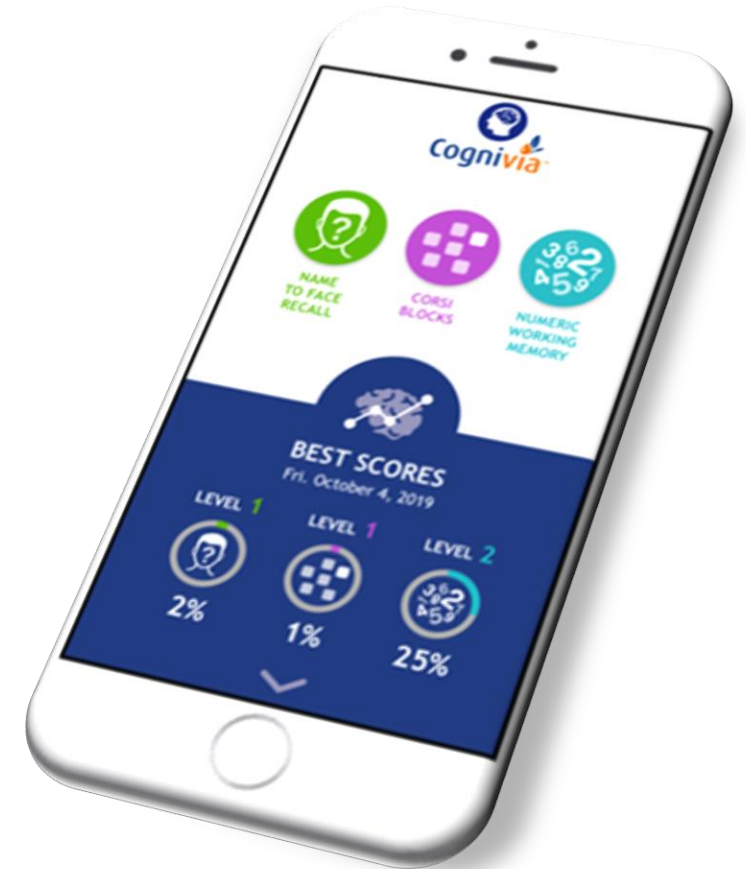 Cognivia™
NAME
TO FACE
RECALL
CORSI
BLOCKS
NUMERIC
WORKING
MEMORY
BEST SCORES
Fri. October 4, 2019
LEVEL 1
LEVEL 1
LEVEL 2
2%
1%
25%